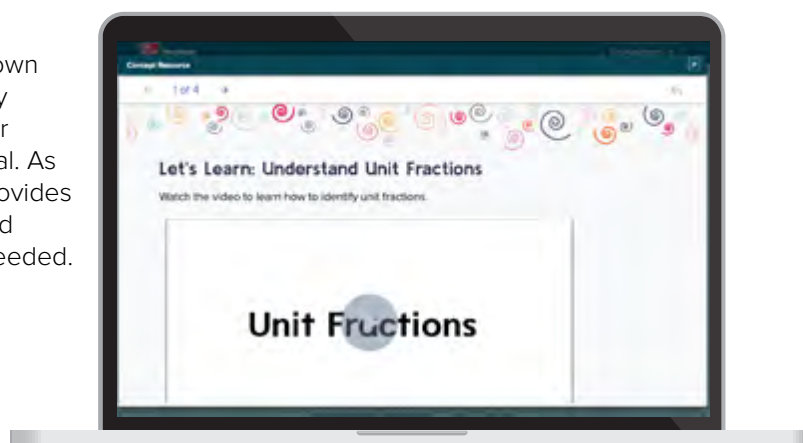 own
y
r
al. As
ovides
d
eeded.
Concept Resource
1 of 4
Let's Learn: Understand Unit Fractions
Watch the video to learn how to identify unit fractions.
Unit Fractions